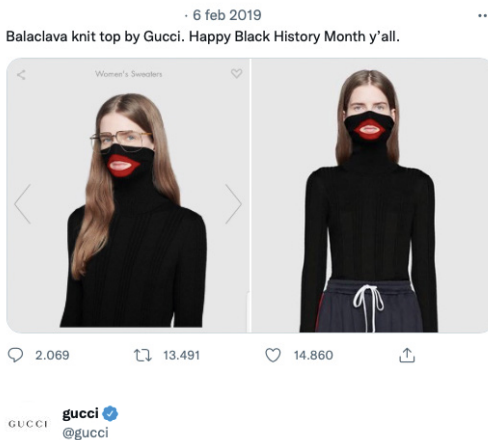 · 6 feb 2019
Balaclava knit top by Gucci. Happy Black History Month y’all.
Women's Sweaters
2.069 13.491 14.860
GUCCI gucci
@gucci